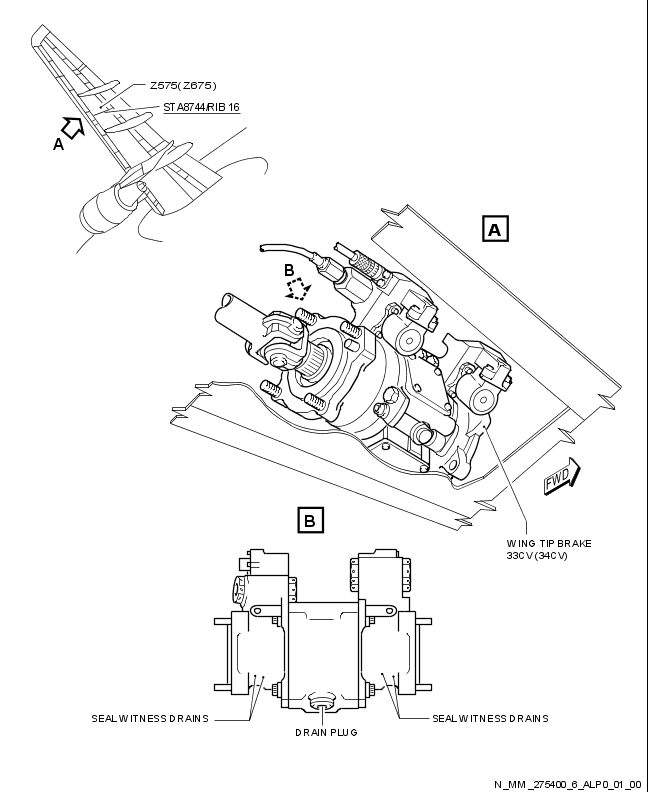 Z575(Z675)
STA8744/RIB 16
A
A
B
FWD
B
WING TIP BRAKE
33CV(34CV)
SEAL WITNESS DRAINS
SEAL WITNESS DRAINS
DRAIN PLUG
N_MM_275400_6_ALP0_01_00